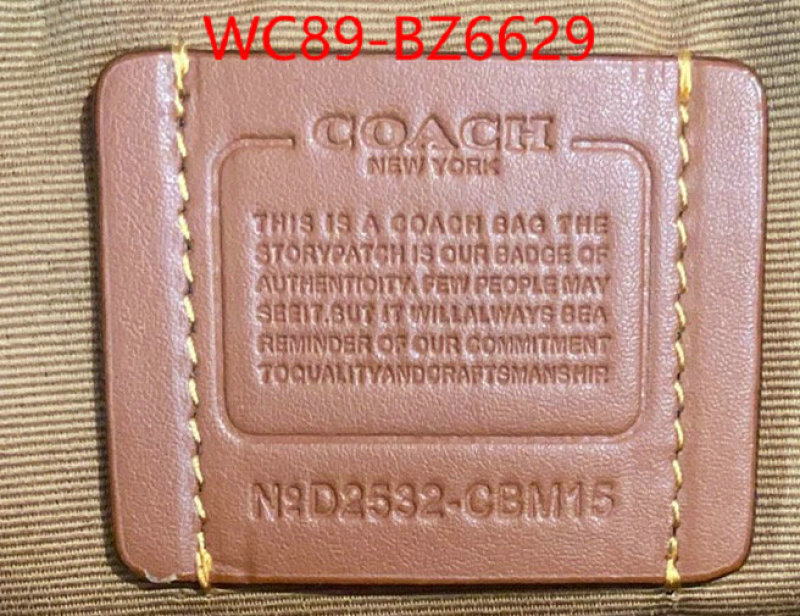 WC89-BZ6629
COACH
NEW YORK
THIS IS A COACH BAG THE
STORYPATCH IS OUR BADGE OF
AUTHENTICITY. FEW PEOPLE MAY
SEEIT.BUT IT WILLALWAYS BEA
REMINDER OF OUR COMMITMENT
TOQUALITYANDCRAFTSMANSHIP.
NºD2532-CBM15